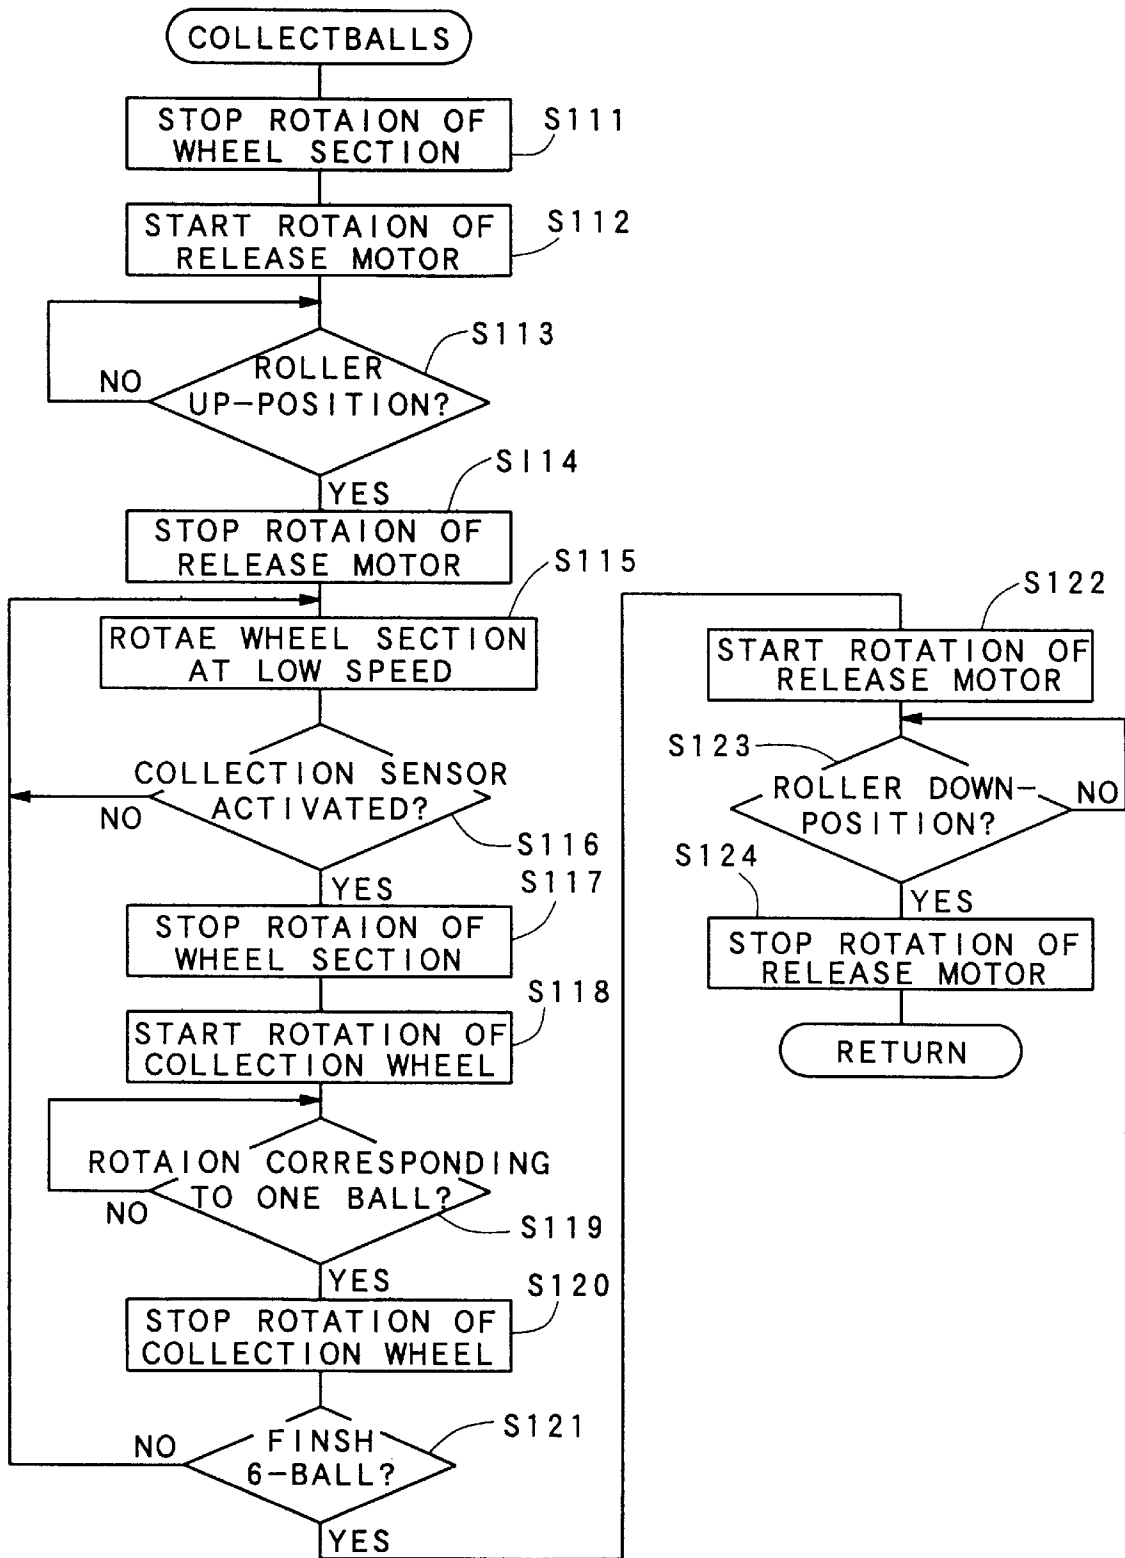 COLLECTBALLS
STOP ROTAION OF
WHEEL SECTION
S111
START ROTAION OF
RELEASE MOTOR
S112
S113
ROLLER
UP-POSITION?
NO
YES
SI14
STOP ROTAION OF
RELEASE MOTOR
S115
ROTAE WHEEL SECTION
AT LOW SPEED
COLLECTION SENSOR
ACTIVATED?
NO
S116
YES
S117
STOP ROTAION OF
WHEEL SECTION
S118
START ROTATION OF
COLLECTION WHEEL
ROTAION CORRESPONDING
TO ONE BALL?
NO
S119
YES
S120
STOP ROTATION OF
COLLECTION WHEEL
S121
NO
FINSH
6-BALL?
YES
S122
START ROTATION OF
RELEASE MOTOR
S123
ROLLER DOWN-
POSITION?
NO
S124
YES
STOP ROTATION OF
RELEASE MOTOR
RETURN